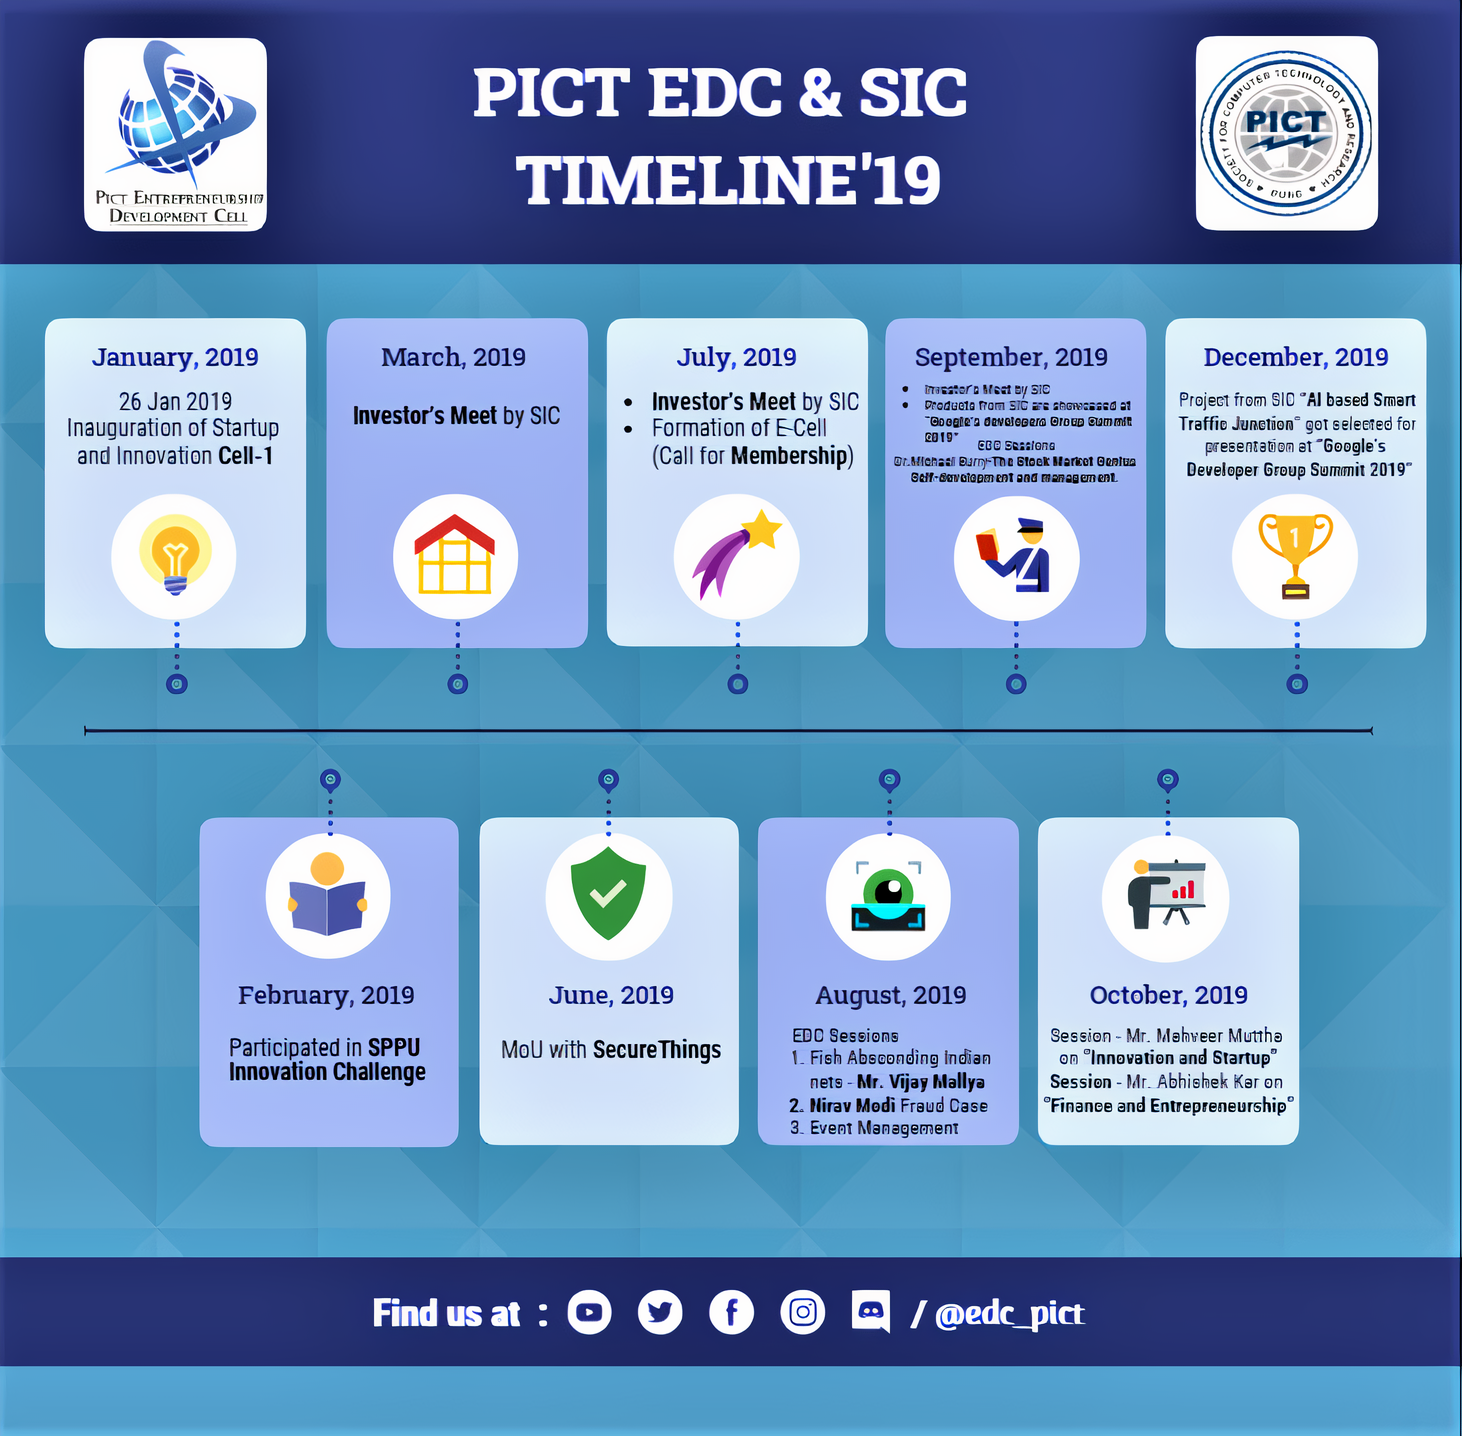 PICT EDC & SIC
TIMELINE'19
PICT ENTREPRENEURSHIP
DEVELOPMENT CELL
SOCIETY FOR COMPUTER TECHNOLOGY AND RESEARCH
PICT
January, 2019
26 Jan 2019
Inauguration of Startup
and Innovation Cell-1
March, 2019
Investor's Meet by SIC
July, 2019
• Investor's Meet by SIC
• Formation of E-Cell
(Call for Membership)
September, 2019
• Investor's Meet by SIC
• Products from SIC are showcased at
"Google's developers Group Summit
2019"
Sessions
Dr. Michael Burry-The Stock Market Genius
Self-development and management.
December, 2019
Project from SIC "AI based Smart
Traffic Junction" got selected for
presentation at "Google's
Developer Group Summit 2019"
1
February, 2019
Participated in SPPU
Innovation Challenge
June, 2019
MoU with SecureThings
August, 2019
EDC Sessions
1. Fish Absconding Indian
nets - Mr. Vijay Mallya
2. Nirav Modi Fraud Case
3. Event Management
October, 2019
Session - Mr. Mahveer Muttha
on "Innovation and Startup"
Session - Mr. Abhishek Kar on
"Finance and Entrepreneurship"
Find us at : / @edc_pict